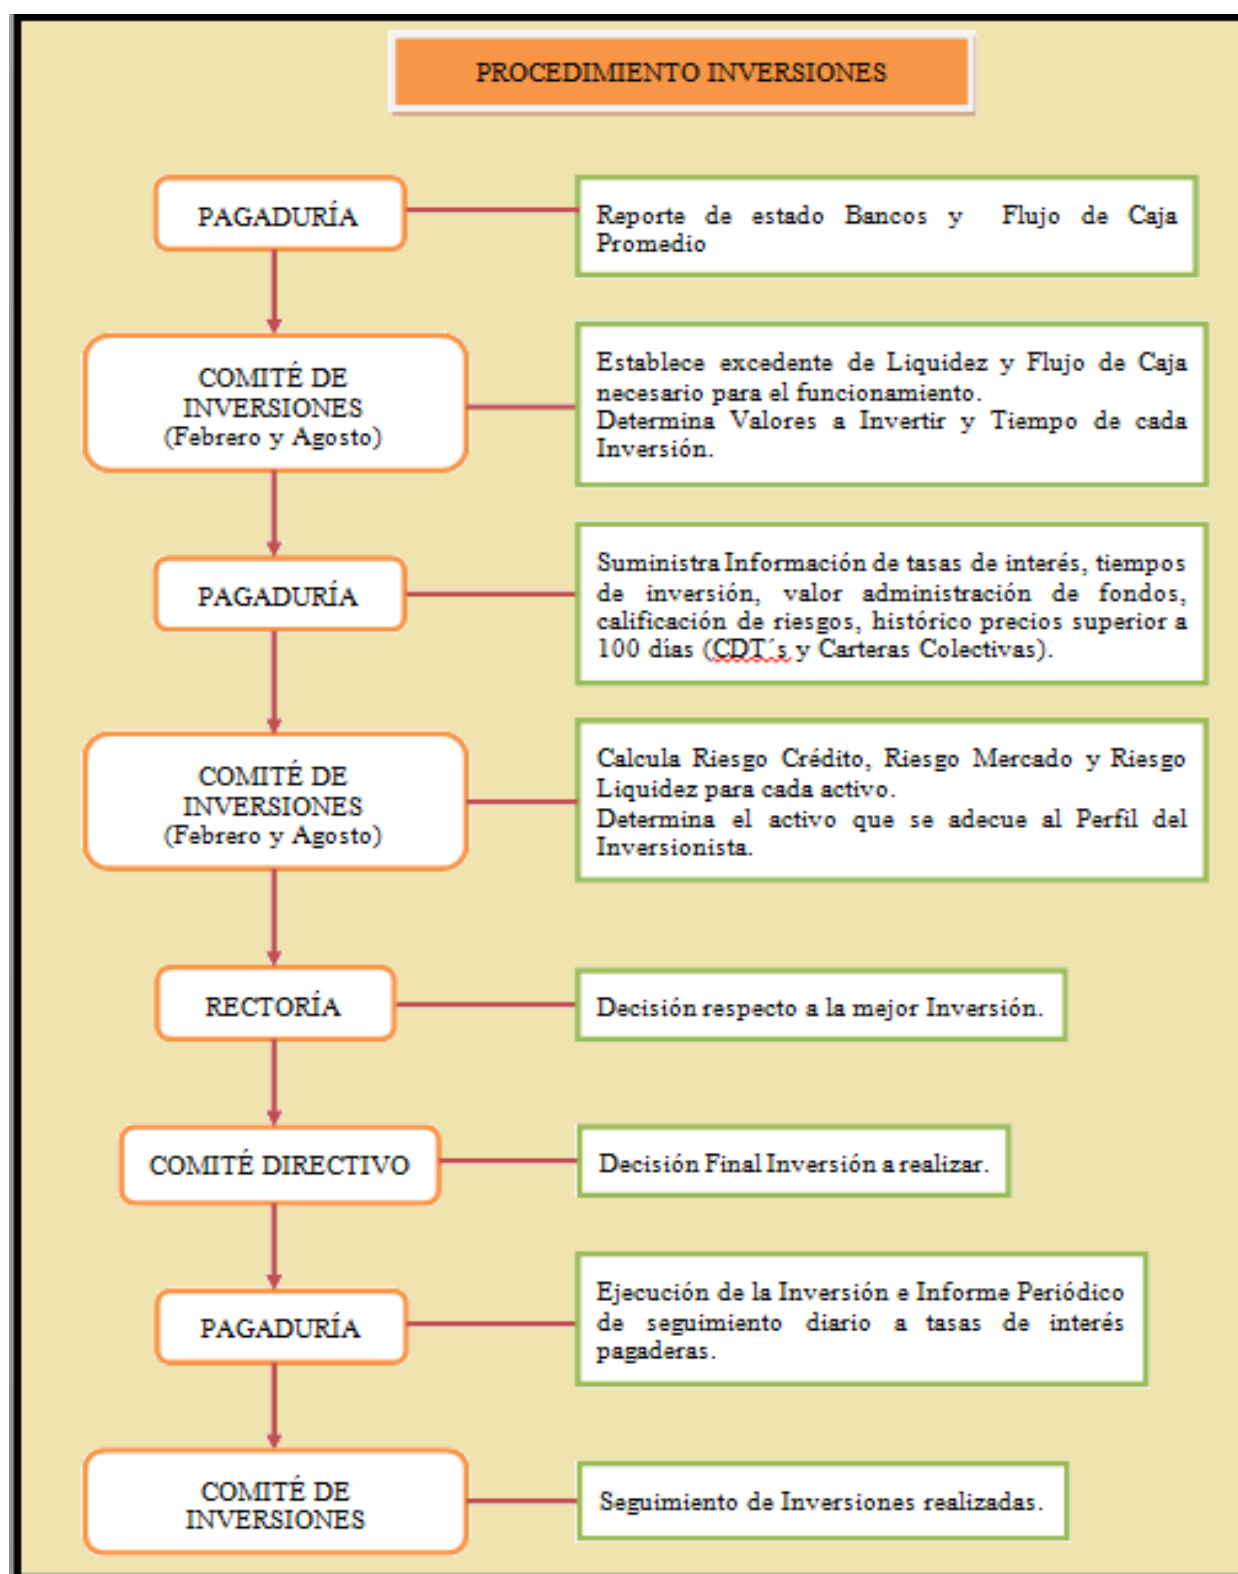 PROCEDIMIENTO INVERSIONES
PAGADURÍA
Reporte de estado Bancos y Flujo de Caja
Promedio
COMITÉ DE
INVERSIONES
(Febrero y Agosto)
Establece excedente de Liquidez y Flujo de Caja
necesario para el funcionamiento.
Determina Valores a Invertir y Tiempo de cada
Inversión.
PAGADURÍA
Suministra Información de tasas de interés, tiempos
de inversión, valor administración de fondos,
calificación de riesgos, histórico precios superior a
100 días (CDT´s y Carteras Colectivas).
COMITÉ DE
INVERSIONES
(Febrero y Agosto)
Calcula Riesgo Crédito, Riesgo Mercado y Riesgo
Liquidez para cada activo.
Determina el activo que se adecue al Perfil del
Inversionista.
RECTORÍA
Decisión respecto a la mejor Inversión.
COMITÉ DIRECTIVO
Decisión Final Inversión a realizar.
PAGADURÍA
Ejecución de la Inversión e Informe Periódico
de seguimiento diario a tasas de interés
pagaderas.
COMITÉ DE
INVERSIONES
Seguimiento de Inversiones realizadas.